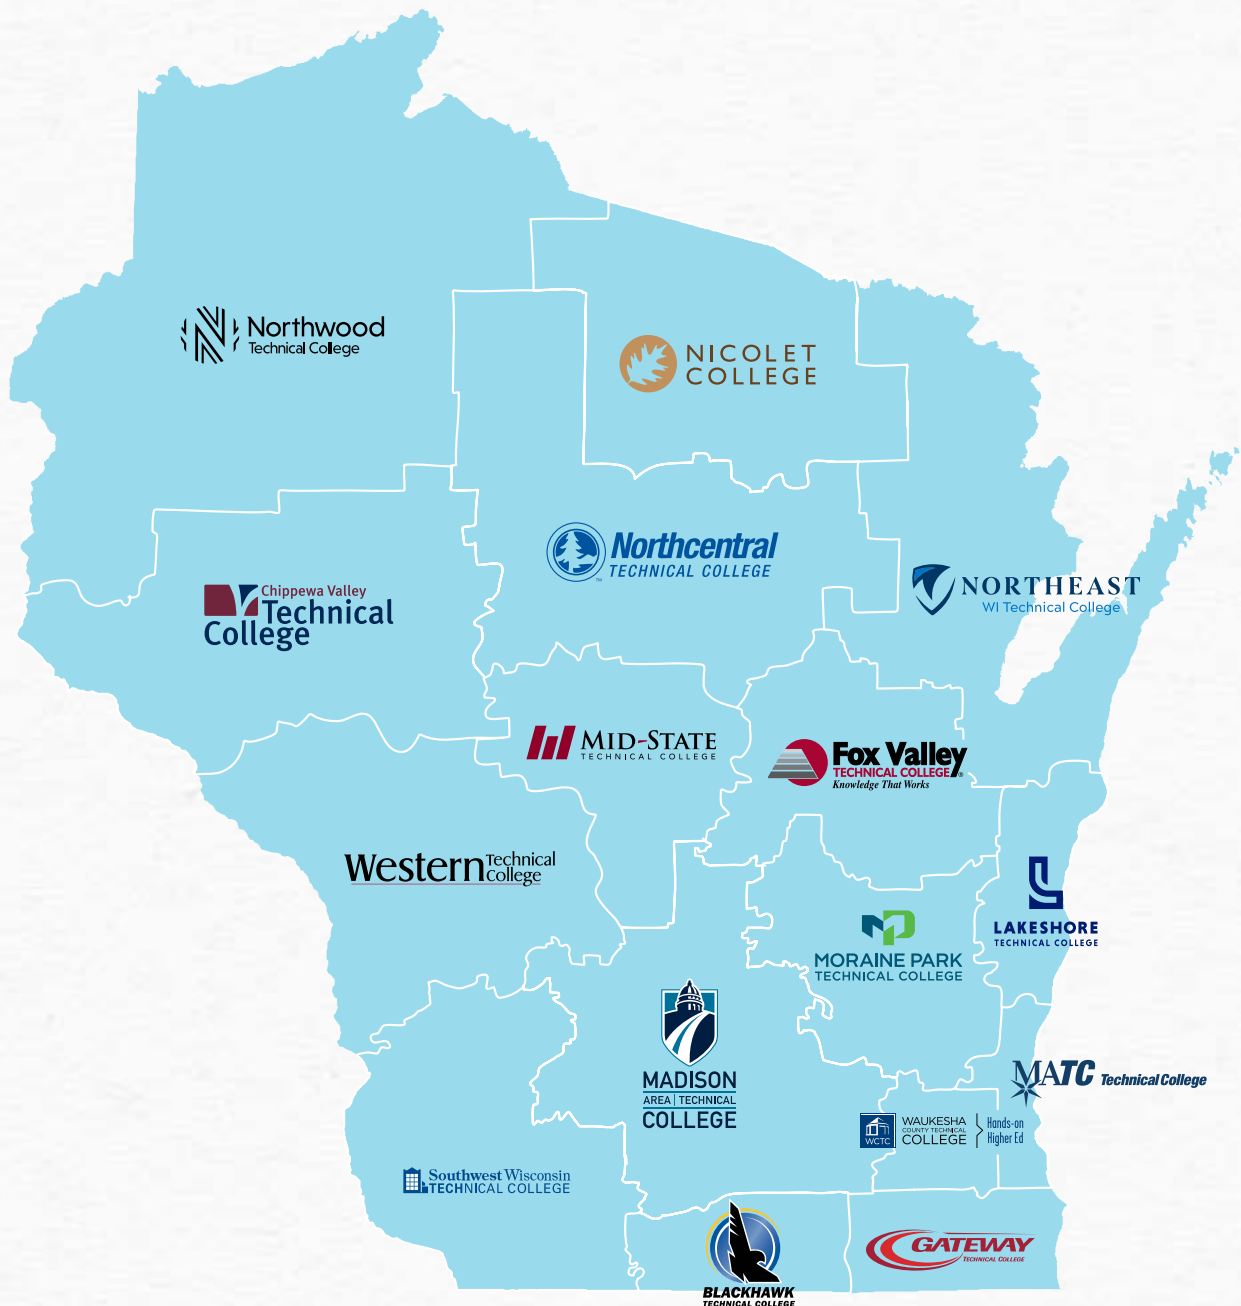 Northwood
Technical College
NICOLET
COLLEGE
Northcentral
TECHNICAL COLLEGE
TM
NORTHEAST
WI Technical College
Chippewa Valley
Technical
College
MID-STATE
TECHNICAL COLLEGE
Fox Valley
TECHNICAL COLLEGE®
Knowledge That Works
Western Technical
College
LAKESHORE
TECHNICAL COLLEGE
MORAINE PARK
TECHNICAL COLLEGE
MADISON
AREA | TECHNICAL
COLLEGE
MATC Technical College
WCTC
WAUKESHA
COUNTY TECHNICAL
COLLEGE
Hands-on
Higher Ed
Southwest Wisconsin
TECHNICAL COLLEGE
BLACKHAWK
TECHNICAL COLLEGE
GATEWAY
TECHNICAL COLLEGE